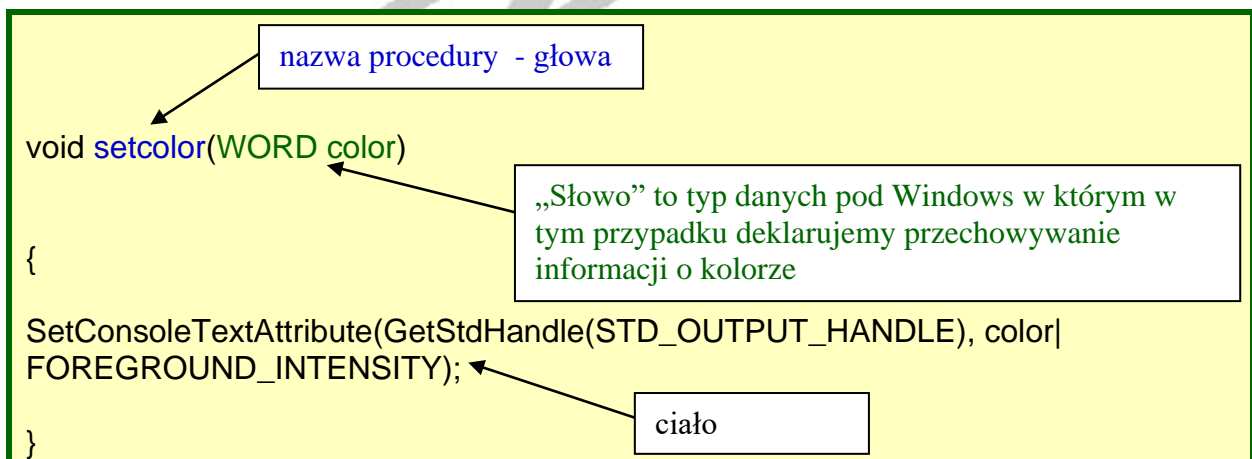 nazwa procedury - głowa
void setcolor(WORD color)
„Słowo” to typ danych pod Windows w którym w
tym przypadku deklarujemy przechowywanie
informacji o kolorze
{
SetConsoleTextAttribute(GetStdHandle(STD_OUTPUT_HANDLE), color|
FOREGROUND_INTENSITY);
ciało
}